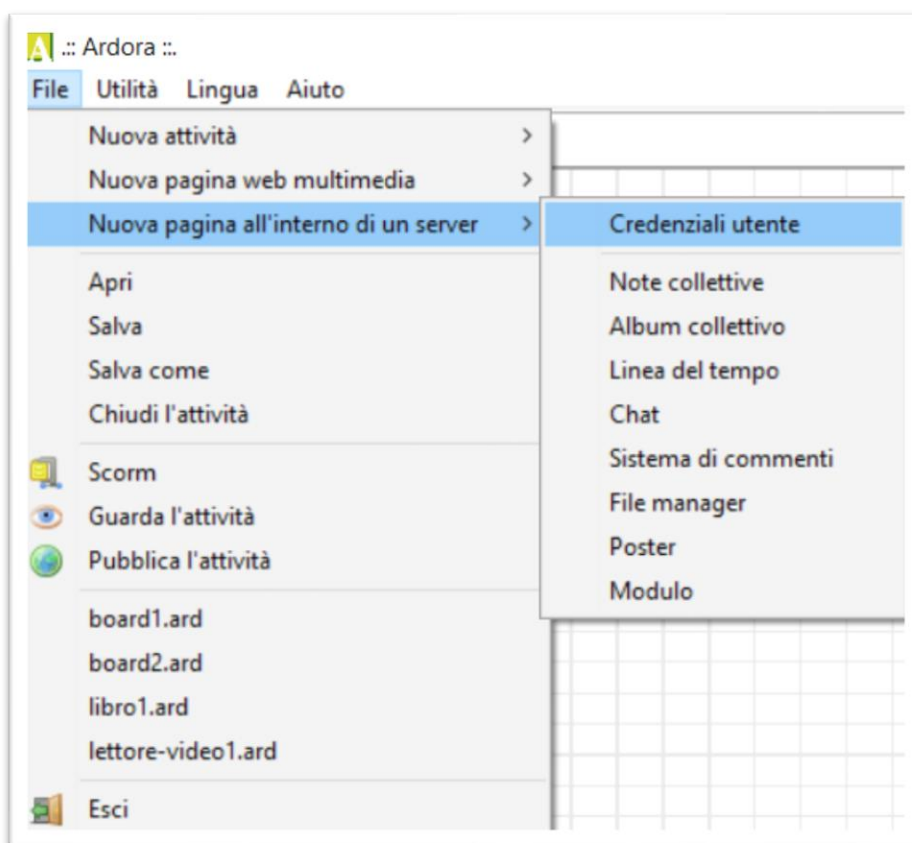 .:: Ardora ::.
File Utilità Lingua Aiuto
Nuova attività
Nuova pagina web multimedia
Nuova pagina all'interno di un server
Credenziali utente
Apri
Note collettive
Salva
Album collettivo
Salva come
Linea del tempo
Chiudi l'attività
Chat
Scorm
Sistema di commenti
Guarda l'attività
File manager
Pubblica l'attività
Poster
Modulo
board1.ard
board2.ard
libro1.ard
lettore-video1.ard
Esci